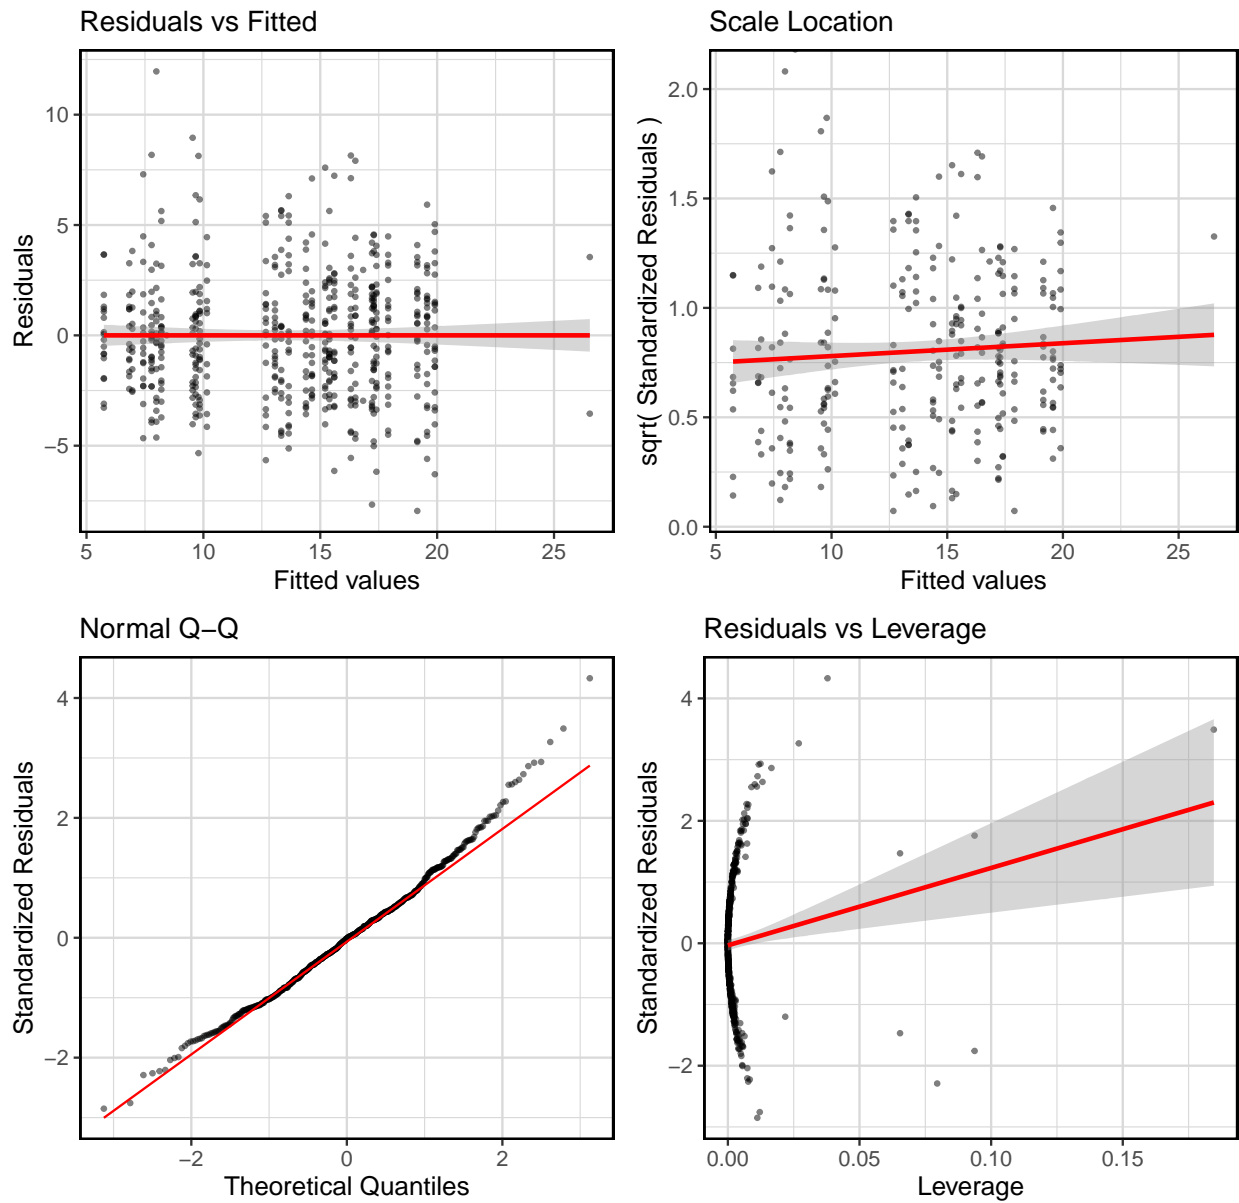 Residuals vs Fitted
Residuals
10
5
0
−5
5
10
15
20
25
Fitted values
Scale Location
sqrt( Standardized Residuals )
2.0
1.5
1.0
0.5
0.0
5
10
15
20
25
Fitted values
Normal Q−Q
Standardized Residuals
4
2
0
−2
−2
0
2
Theoretical Quantiles
Residuals vs Leverage
Standardized Residuals
4
2
0
−2
0.00
0.05
0.10
0.15
Leverage